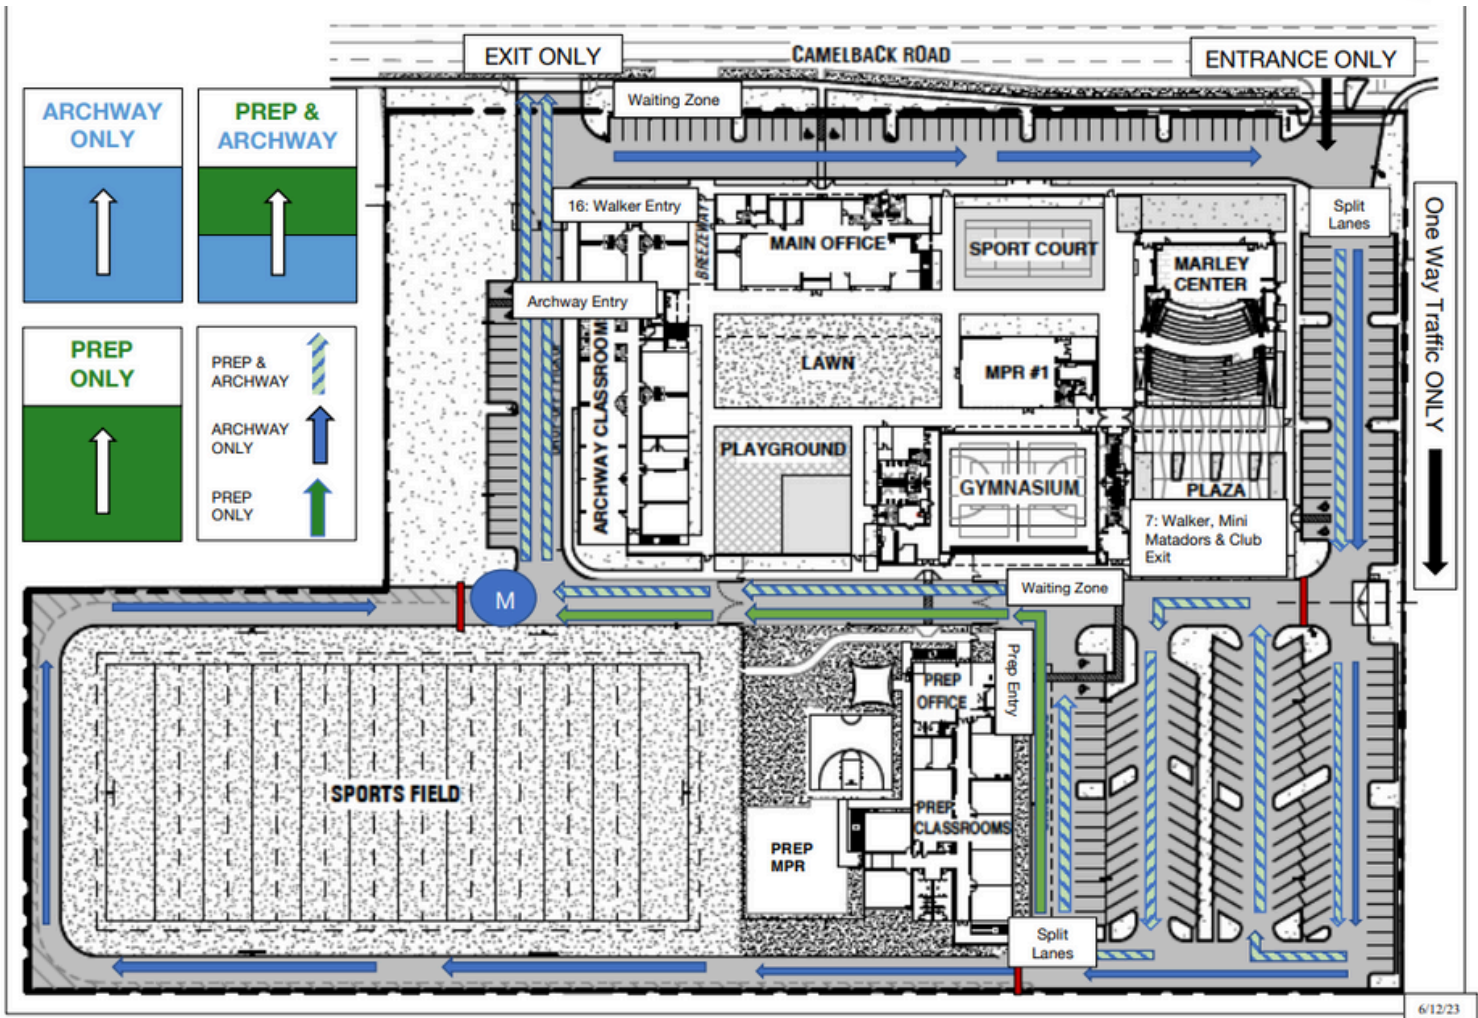 EXIT ONLY
CAMELBACK ROAD
ENTRANCE ONLY
ARCHWAY
ONLY
PREP &
ARCHWAY
Waiting Zone
16: Walker Entry
BREEZEWAY
MAIN OFFICE
SPORT COURT
MARLEY
CENTER
Split
Lanes
One Way Traffic ONLY
Archway Entry
PREP
ONLY
PREP &
ARCHWAY
ARCHWAY
ONLY
PREP
ONLY
ARCHWAY CLASSROOMS
LAWN
MPR #1
PLAYGROUND
GYMNASIUM
PLAZA
7: Walker, Mini
Matadors & Club
Exit
M
Waiting Zone
Prep Entry
PREP
OFFICE
SPORTS FIELD
PREP
CLASSROOMS
PREP
MPR
Split
Lanes
6/12/23